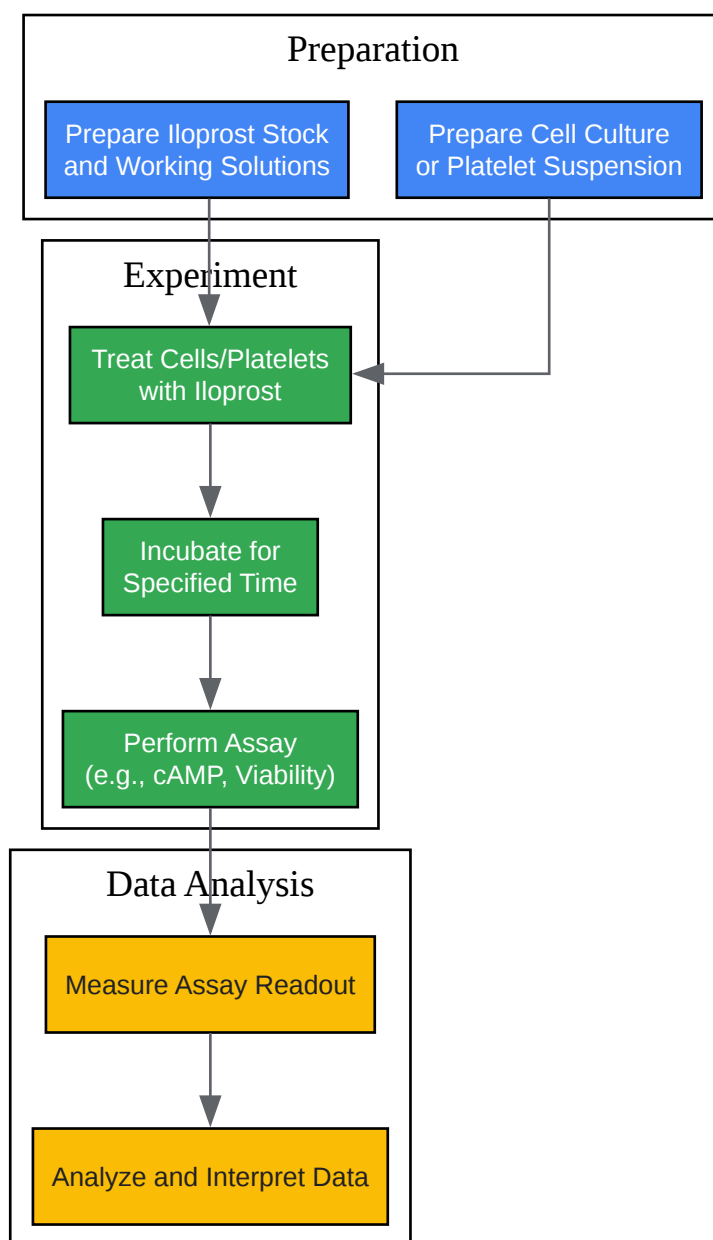 Preparation
Prepare Iloprost Stock
and Working Solutions
Prepare Cell Culture
or Platelet Suspension
Experiment
Treat Cells/Platelets
with Iloprost
Incubate for
Specified Time
Perform Assay
(e.g., cAMP, Viability)
Data Analysis
Measure Assay Readout
Analyze and Interpret Data